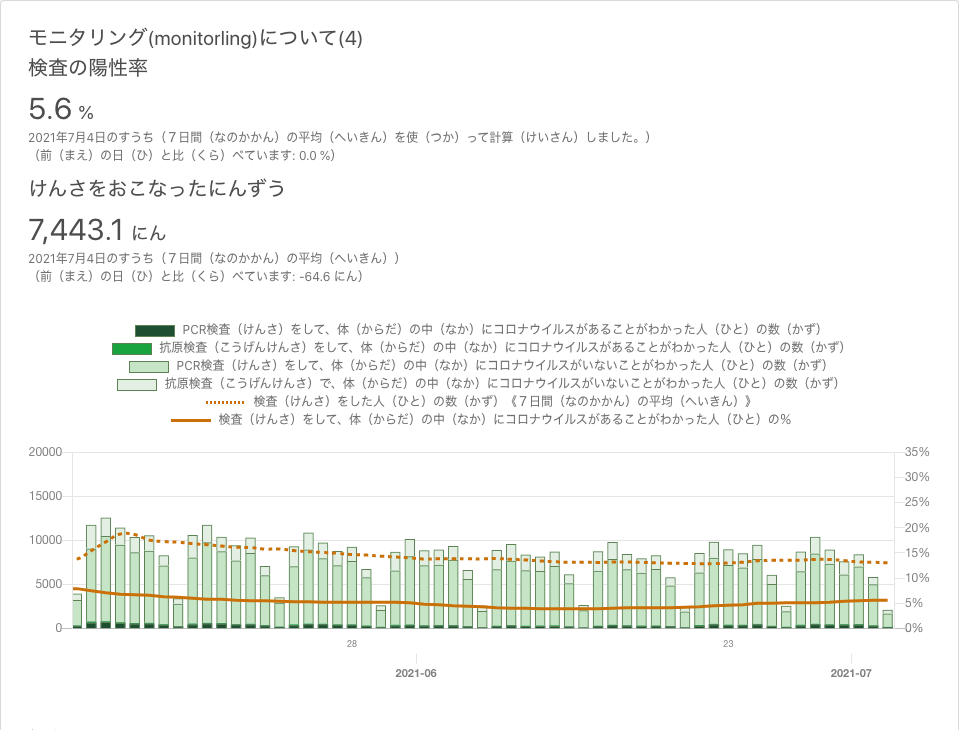 モニタリング(monitorling)について(4)
検査の陽性率
5.6 %
2021年7月4日のすうち（７日間（なのかかん）の平均（へいきん）を使（つか）って計算（けいさん）しました。）
（前（まえ）の日（ひ）と比（くら）べています: 0.0 %）
けんさをおこなったにんずう
7,443.1 にん
2021年7月4日のすうち（７日間（なのかかん）の平均（へいきん））
（前（まえ）の日（ひ）と比（くら）べています: -64.6 にん）
PCR検査（けんさ）をして、体（からだ）の中（なか）にコロナウイルスがあることがわかった人（ひと）の数（かず）
抗原検査（こうげんけんさ）をして、体（からだ）の中（なか）にコロナウイルスがあることがわかった人（ひと）の数（かず）
PCR検査（けんさ）をして、体（からだ）の中（なか）にコロナウイルスがいないことがわかった人（ひと）の数（かず）
抗原検査（こうげんけんさ）で、体（からだ）の中（なか）にコロナウイルスがいないことがわかった人（ひと）の数（かず）
検査（けんさ）をした人（ひと）の数（かず）《７日間（なのかかん）の平均（へいきん）》
検査（けんさ）をして、体（からだ）の中（なか）にコロナウイルスがあることがわかった人（ひと）の%
20000 35%
30%
15000
25%
10000 20%
15%
5000 10%
5%
0 0%
28 23
2021-06 2021-07